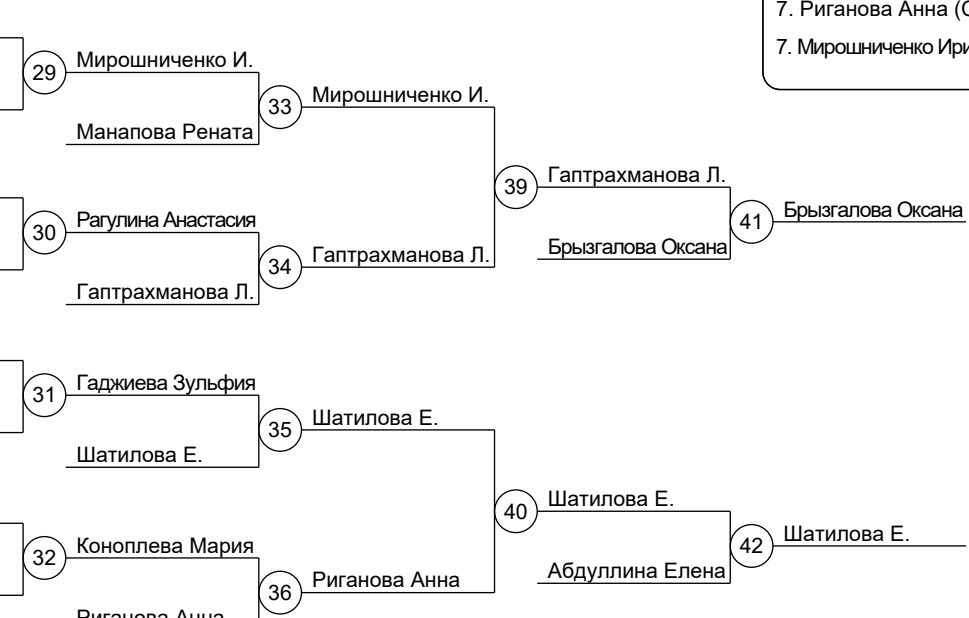 7. Риганова Анна (
7. Мирошниченко Ири
29
Мирошниченко И.
33
Мирошниченко И.
Манапова Рената
39
Гаптрахманова Л.
41
Брызгалова Оксана
30
Рагулина Анастасия
34
Гаптрахманова Л.
Брызгалова Оксана
Гаптрахманова Л.
31
Гаджиева Зульфия
35
Шатилова Е.
Шатилова Е.
40
Шатилова Е.
42
Шатилова Е.
32
Коноплева Мария
36
Риганова Анна
Абдуллина Елена
Риганова Анна